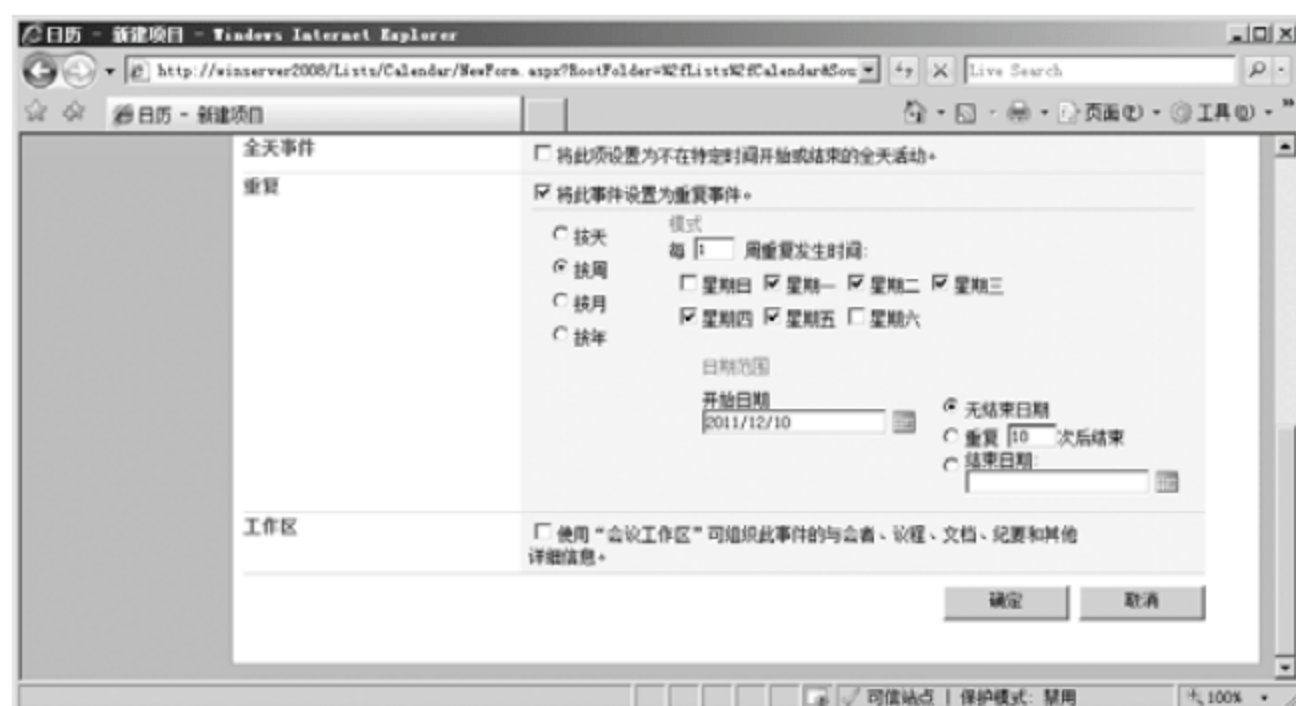 日历 - 新建项目 - Windows Internet Explorer
http://winserver2008/Lists/Calendar/NewForm.aspx?RootFolder=%2fLists%2fCalendar&Sou
Live Search
日历 - 新建项目
页面(P) 工具(O)
全天事件
将此项设置为不在特定时间开始或结束的全天活动。
重复
将此事件设置为重复事件。
模式
按天
每 1 周重复发生时间:
按周
星期日 星期一 星期二 星期三
按月
星期四 星期五 星期六
按年
日期范围
开始日期
2011/12/10
无结束日期
重复 10 次后结束
结束日期:
工作区
使用“会议工作区”可组织此事件的与会者、议程、文档、纪要和其他
详细信息。
确定 取消
可信站点 | 保护模式: 禁用
100%